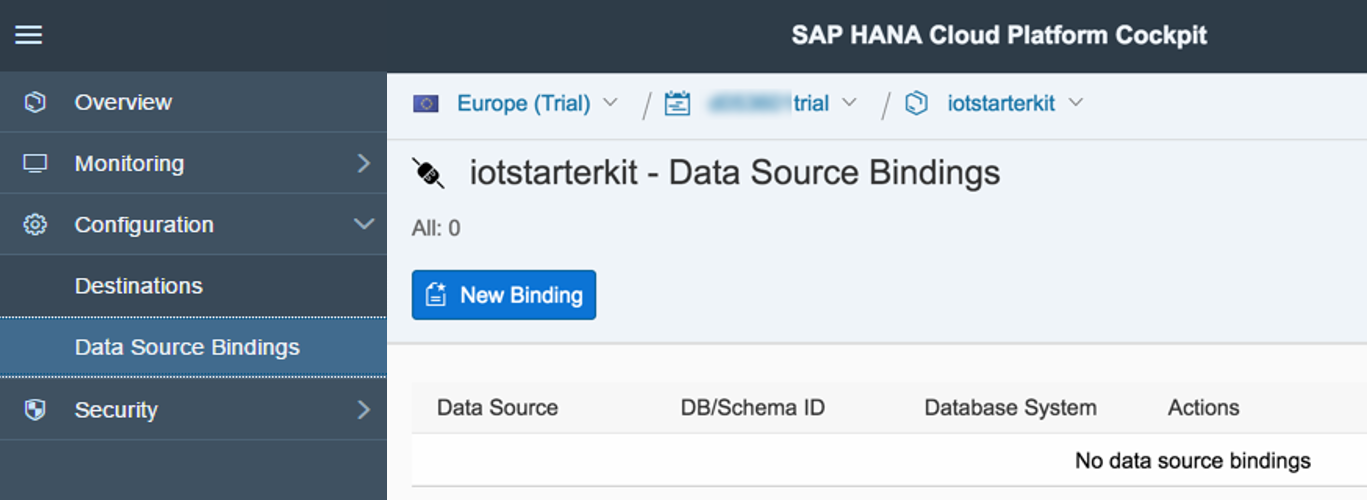 SAP HANA Cloud Platform Cockpit
Overview
Monitoring
Configuration
Destinations
Data Source Bindings
Security
Europe (Trial) / trial / iotstarterkit
iotstarterkit - Data Source Bindings
All: 0
New Binding
Data Source DB/Schema ID Database System Actions
No data source bindings